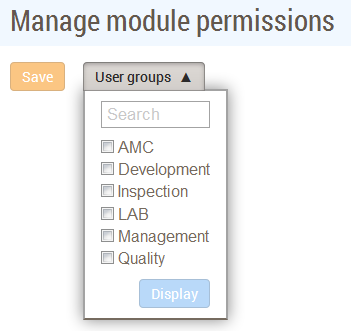 Manage module permissions
Save
User groups ▲
Search
AMC
Development
Inspection
LAB
Management
Quality
Display